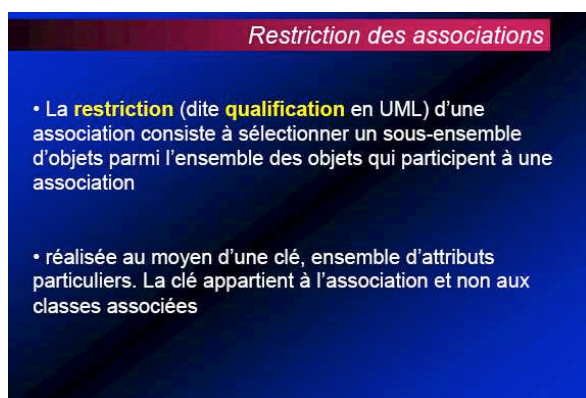 Restriction des associations
• La restriction (dite qualification en UML) d'une
association consiste à sélectionner un sous-ensemble
d'objets parmi l'ensemble des objets qui participent à une
association
• réalisée au moyen d'une clé, ensemble d'attributs
particuliers. La clé appartient à l'association et non aux
classes associées